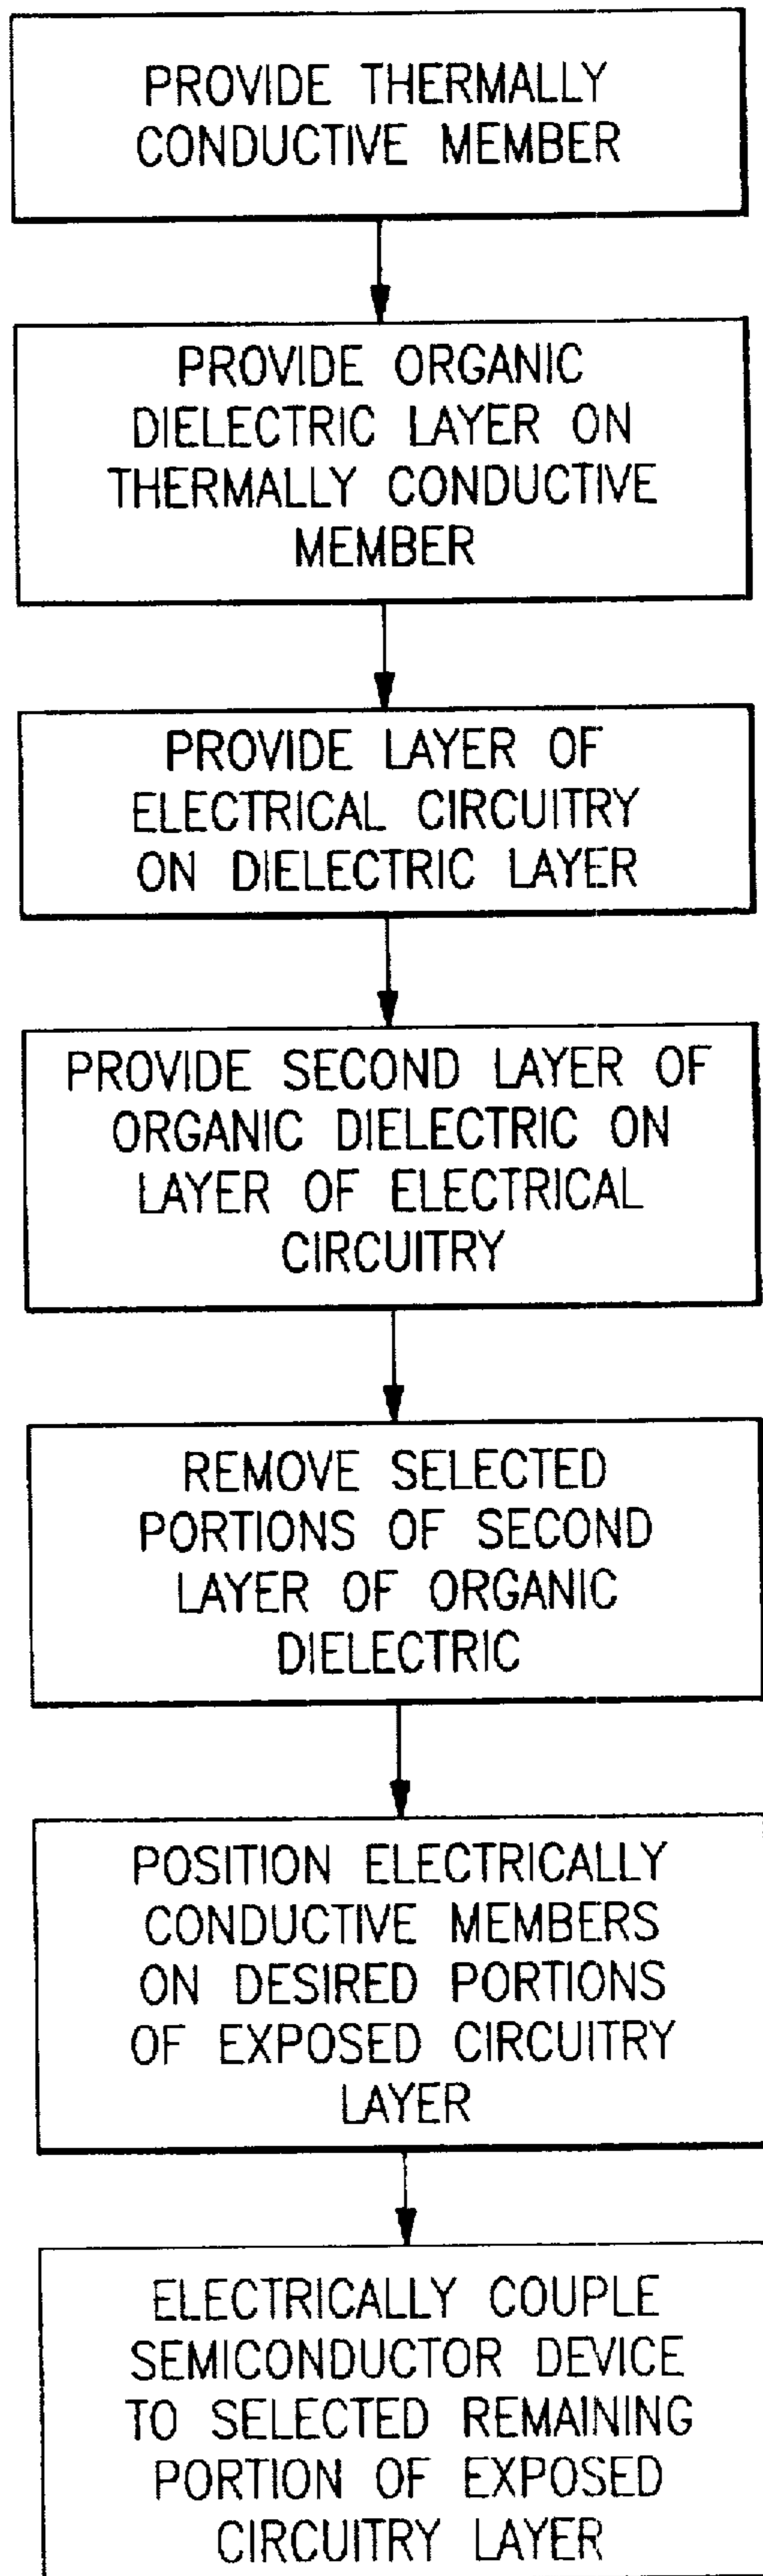 PROVIDE THERMALLY
CONDUCTIVE MEMBER
PROVIDE ORGANIC
DIELECTRIC LAYER ON
THERMALLY CONDUCTIVE
MEMBER
PROVIDE LAYER OF
ELECTRICAL CIRCUITRY
ON DIELECTRIC LAYER
PROVIDE SECOND LAYER OF
ORGANIC DIELECTRIC ON
LAYER OF ELECTRICAL
CIRCUITRY
REMOVE SELECTED
PORTIONS OF SECOND
LAYER OF ORGANIC
DIELECTRIC
POSITION ELECTRICALLY
CONDUCTIVE MEMBERS
ON DESIRED PORTIONS
OF EXPOSED CIRCUITRY
LAYER
ELECTRICALLY COUPLE
SEMICONDUCTOR DEVICE
TO SELECTED REMAINING
PORTION OF EXPOSED
CIRCUITRY LAYER